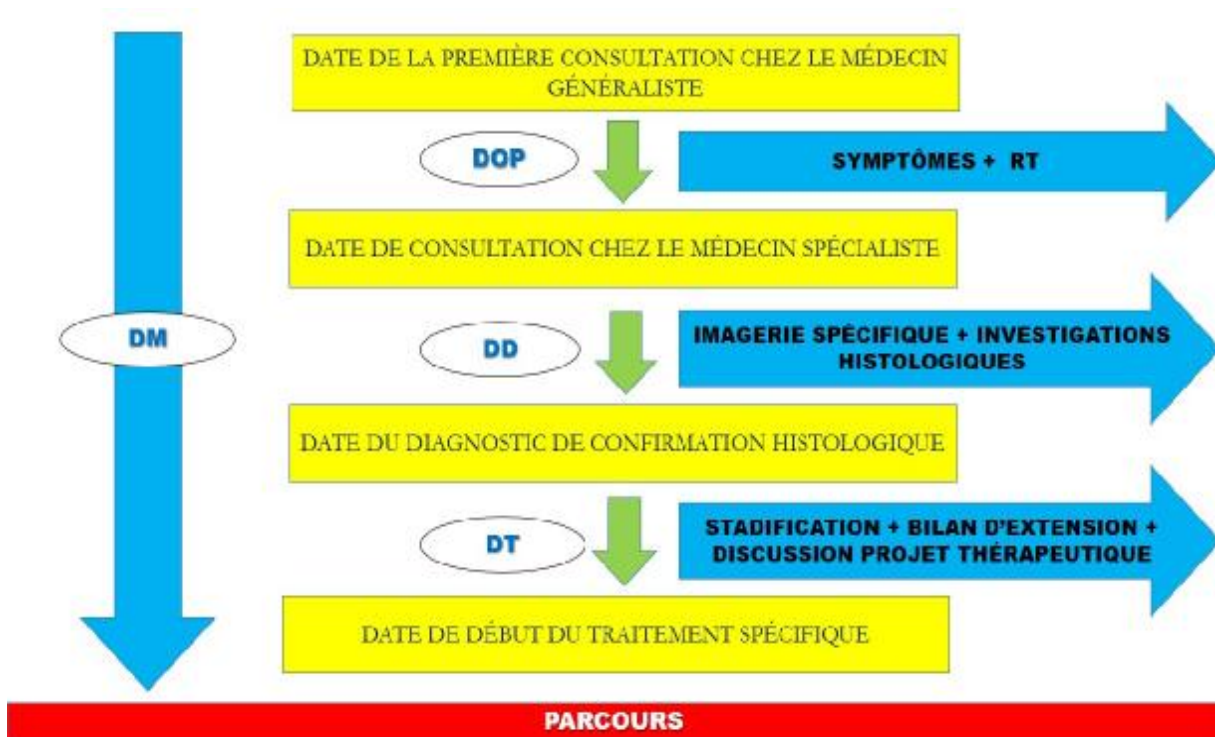 DATE DE LA PREMIÈRE CONSULTATION CHEZ LE MÉDECIN
GÉNÉRALISTE
DOP
SYMPTÔMES + RT
DATE DE CONSULTATION CHEZ LE MÉDECIN SPÉCIALISTE
DM
DD
IMAGERIE SPÉCIFIQUE + INVESTIGATIONS
HISTOLOGIQUES
DATE DU DIAGNOSTIC DE CONFIRMATION HISTOLOGIQUE
DT
STADIFICATION + BILAN D'EXTENSION +
DISCUSSION PROJET THÉRAPEUTIQUE
DATE DE DÉBUT DU TRAITEMENT SPÉCIFIQUE
PARCOURS